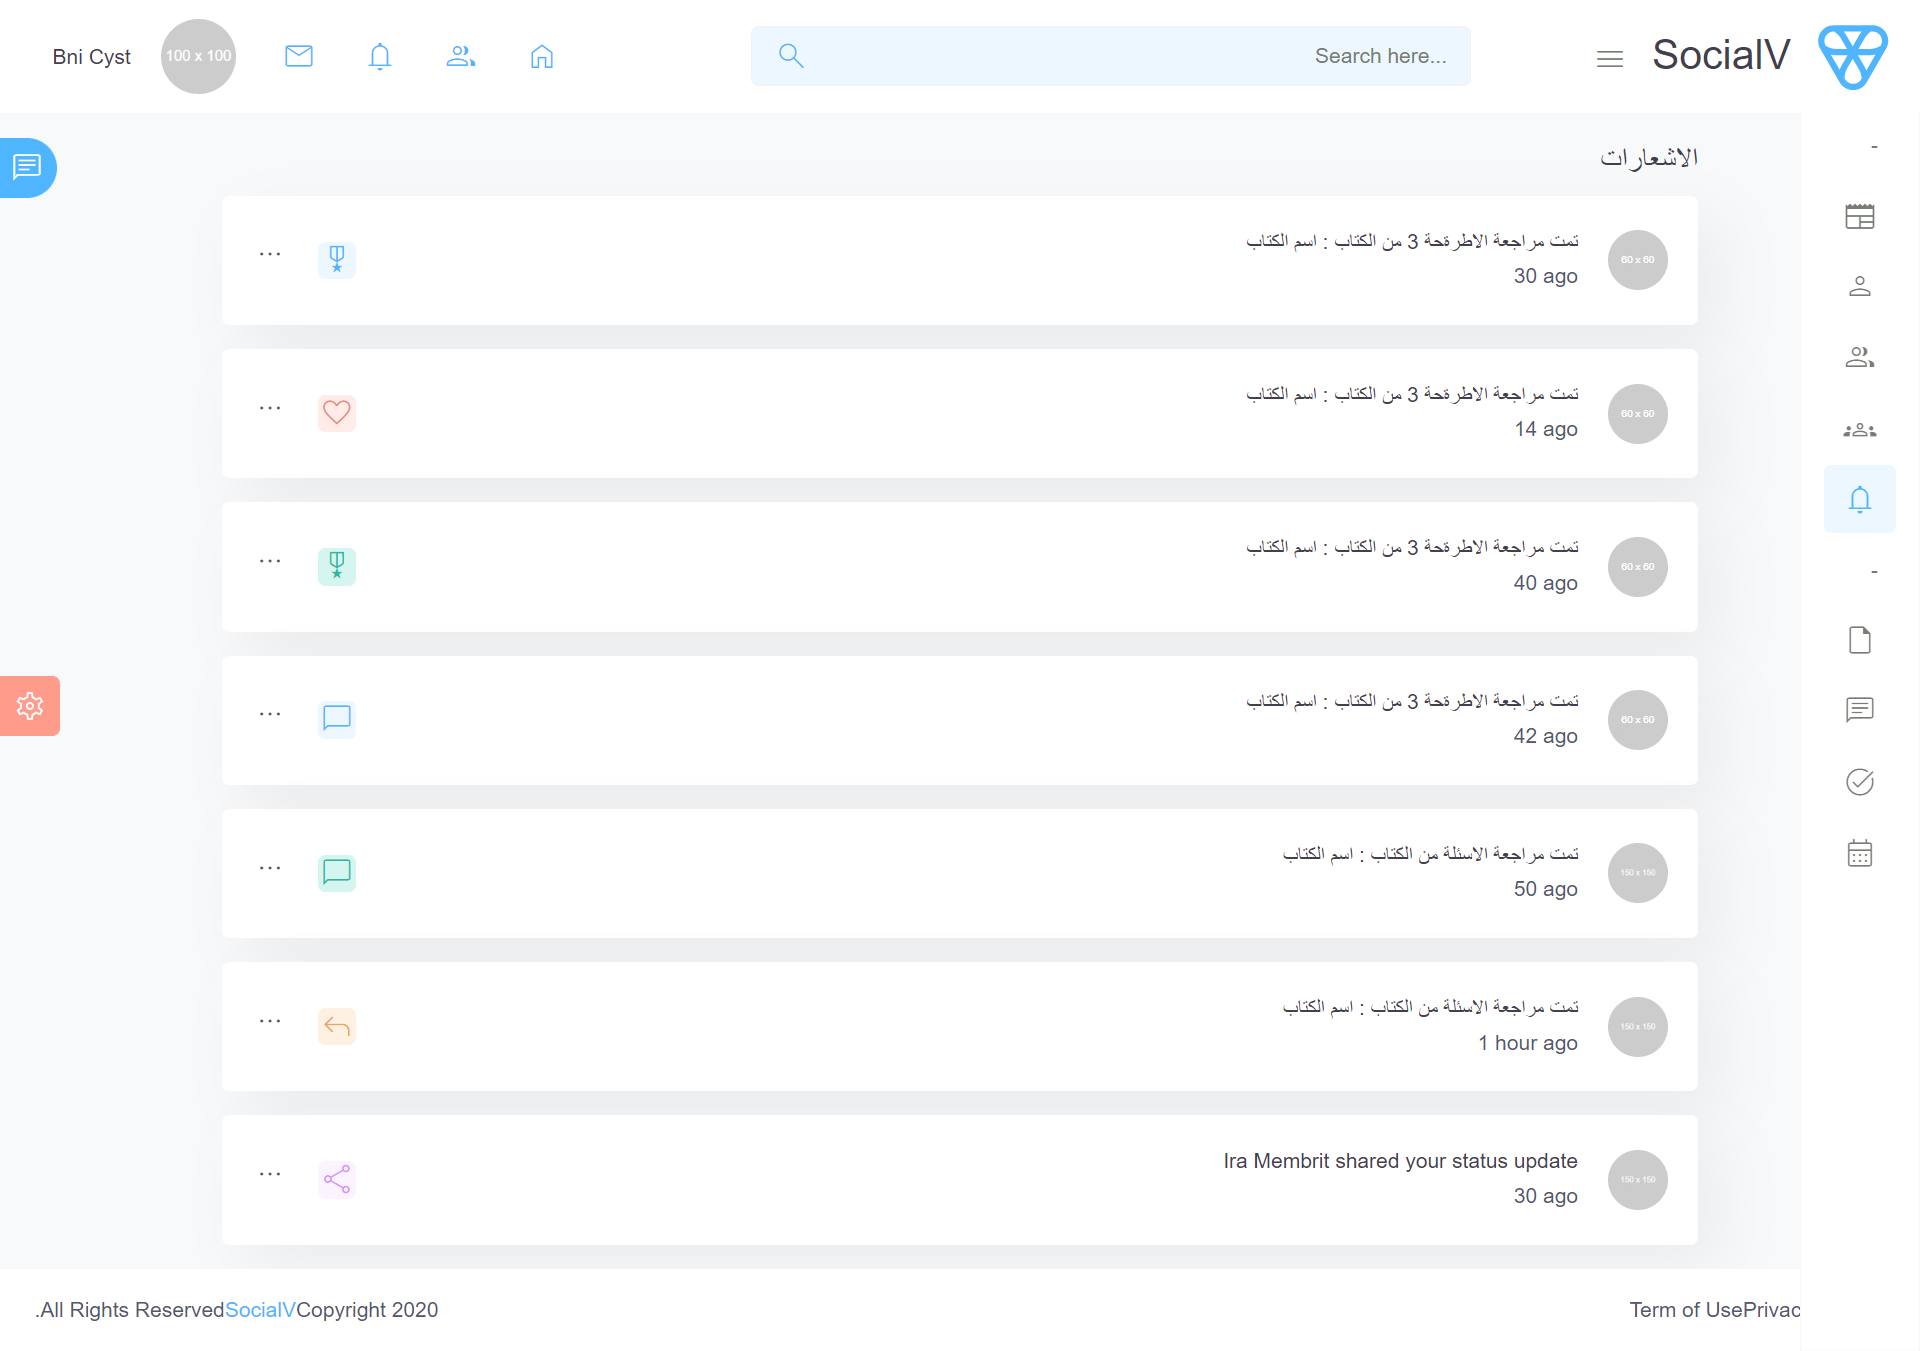 SocialV
Search here...
100 x 100
Bni Cyst
-
-
الاشعارات
60 x 60
تمت مراجعة الاطرةحة 3 من الكتاب : اسم الكتاب
30 ago
60 x 60
تمت مراجعة الاطرةحة 3 من الكتاب : اسم الكتاب
14 ago
60 x 60
تمت مراجعة الاطرةحة 3 من الكتاب : اسم الكتاب
40 ago
60 x 60
تمت مراجعة الاطرةحة 3 من الكتاب : اسم الكتاب
42 ago
150 x 150
تمت مراجعة الاسئلة من الكتاب : اسم الكتاب
50 ago
150 x 150
تمت مراجعة الاسئلة من الكتاب : اسم الكتاب
1 hour ago
150 x 150
Ira Membrit shared your status update
30 ago
Term of UsePrivac
.All Rights ReservedSocialVCopyright 2020